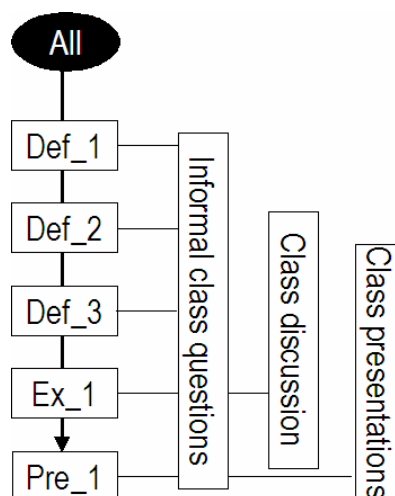 All
Def_1
Def_2
Def_3
Ex_1
Pre_1
Informal class questions
Class discussion
Class presentations